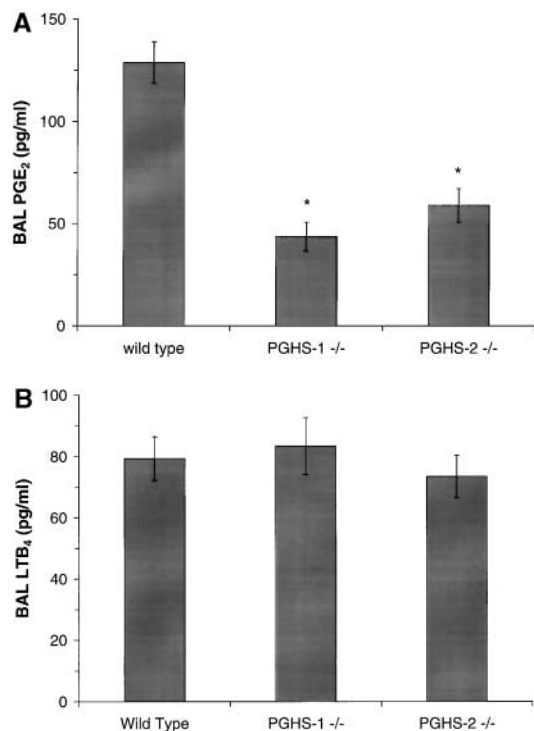 A
BAL PGE₂ (pg/ml)
150
100
50
0
*
*
wild type
PGHS-1 -/-
PGHS-2 -/-
B
BAL LTB₄ (pg/ml)
100
80
60
40
20
0
Wild Type
PGHS-1 -/-
PGHS-2 -/-